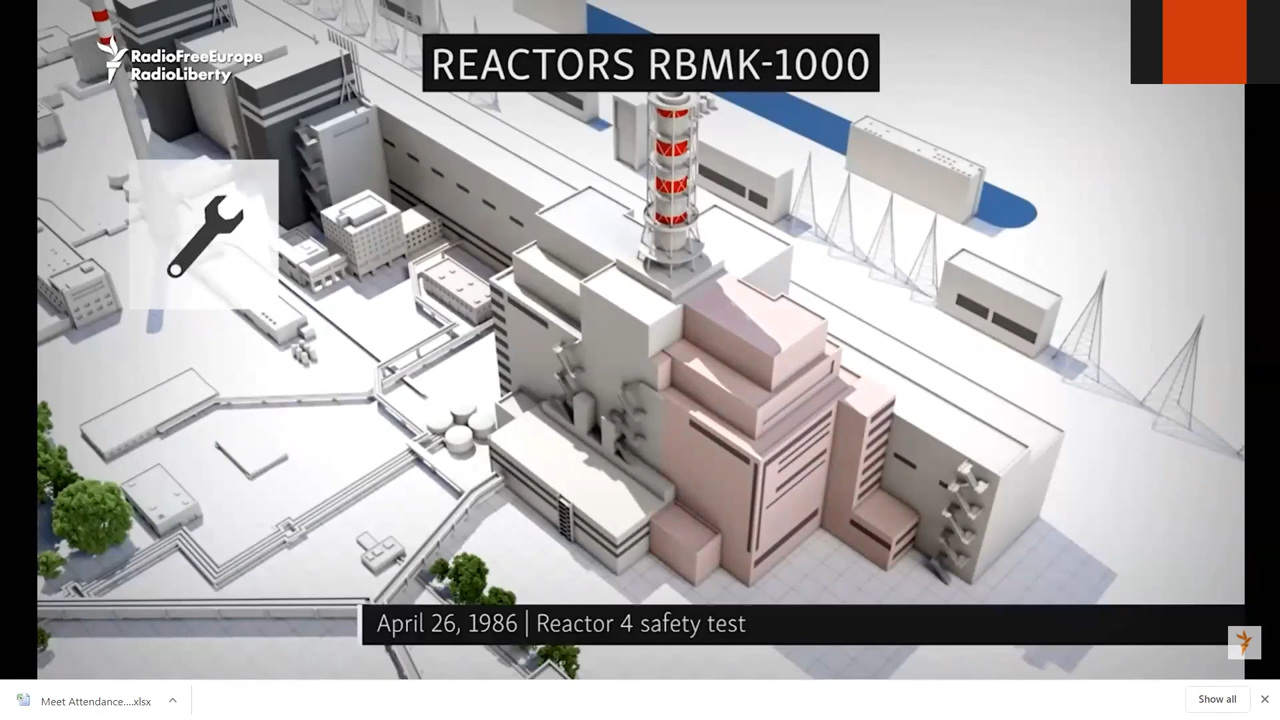 RadioFreeEurope
RadioLiberty
REACTORS RBMK-1000
April 26, 1986 | Reactor 4 safety test
Meet Attendance....xlsx
Show all